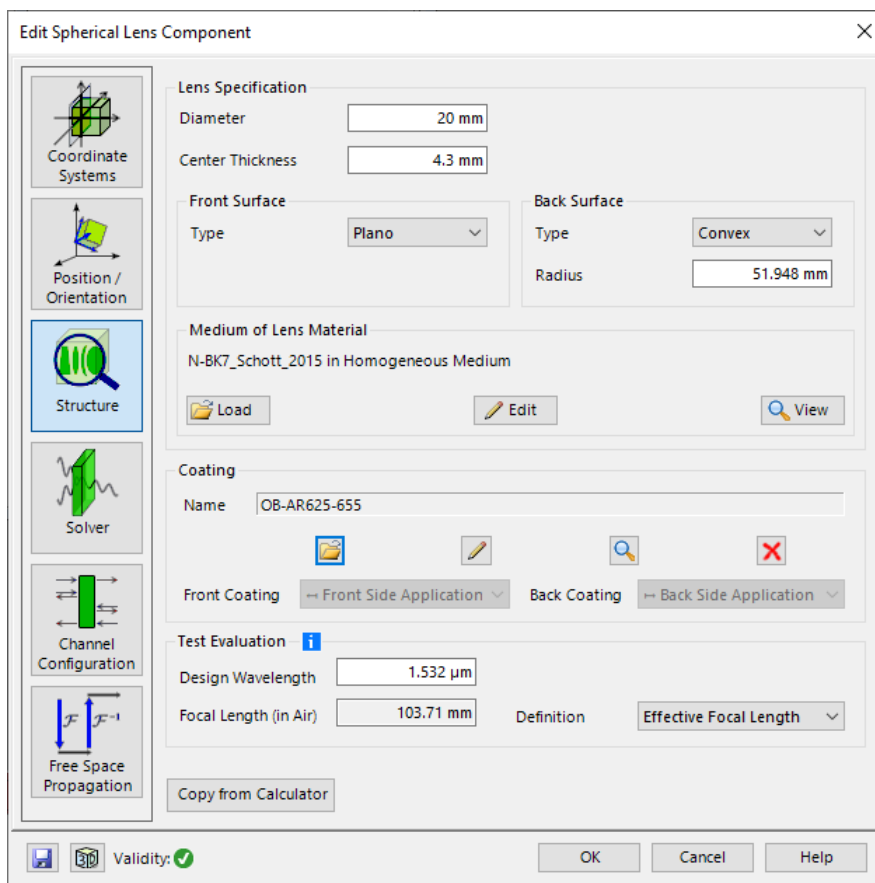 Edit Spherical Lens Component
Coordinate
Systems
Position /
Orientation
Structure
Solver
Channel
Configuration
Free Space
Propagation
Lens Specification
Diameter 20 mm
Center Thickness 4.3 mm
Front Surface
Type Plano
Back Surface
Type Convex
Radius 51.948 mm
Medium of Lens Material
N-BK7_Schott_2015 in Homogeneous Medium
Load Edit View
Coating
Name OB-AR625-655
Front Coating Front Side Application Back Coating Back Side Application
Test Evaluation i
Design Wavelength 1.532 µm
Focal Length (in Air) 103.71 mm Definition Effective Focal Length
Copy from Calculator
3D Validity: OK Cancel Help